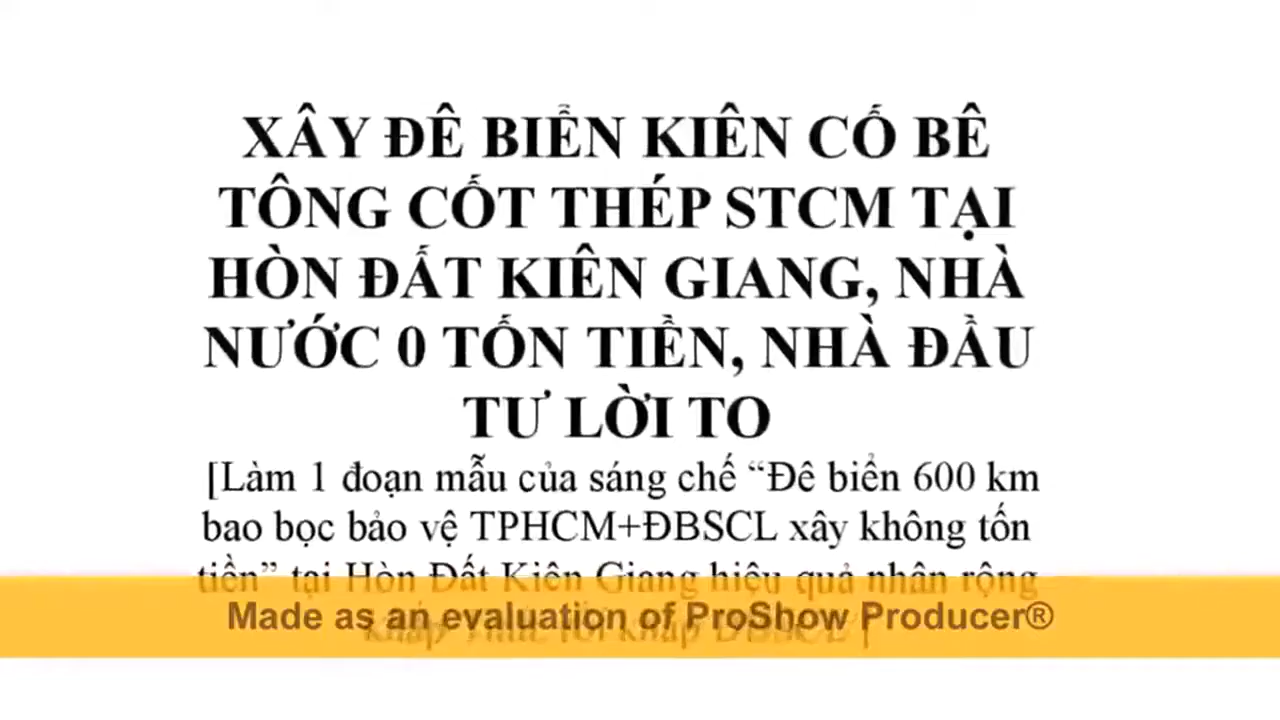 XÂY ĐÊ BIỂN KIÊN CỐ BÊ
TÔNG CỐT THÉP STCM TẠI
HÒN ĐẤT KIÊN GIANG, NHÀ
NƯỚC 0 TỐN TIỀN, NHÀ ĐẦU
TƯ LỜI TO
[Làm 1 đoạn mẫu của sáng chế “Đê biển 600 km
bao bọc bảo vệ TPHCM+ĐBSCL xây không tốn
tiền” tại Hòn Đất Kiên Giang hiệu quả nhân rộng
Made as an evaluation of ProShow Producer®
khắp ĐBSCL ]